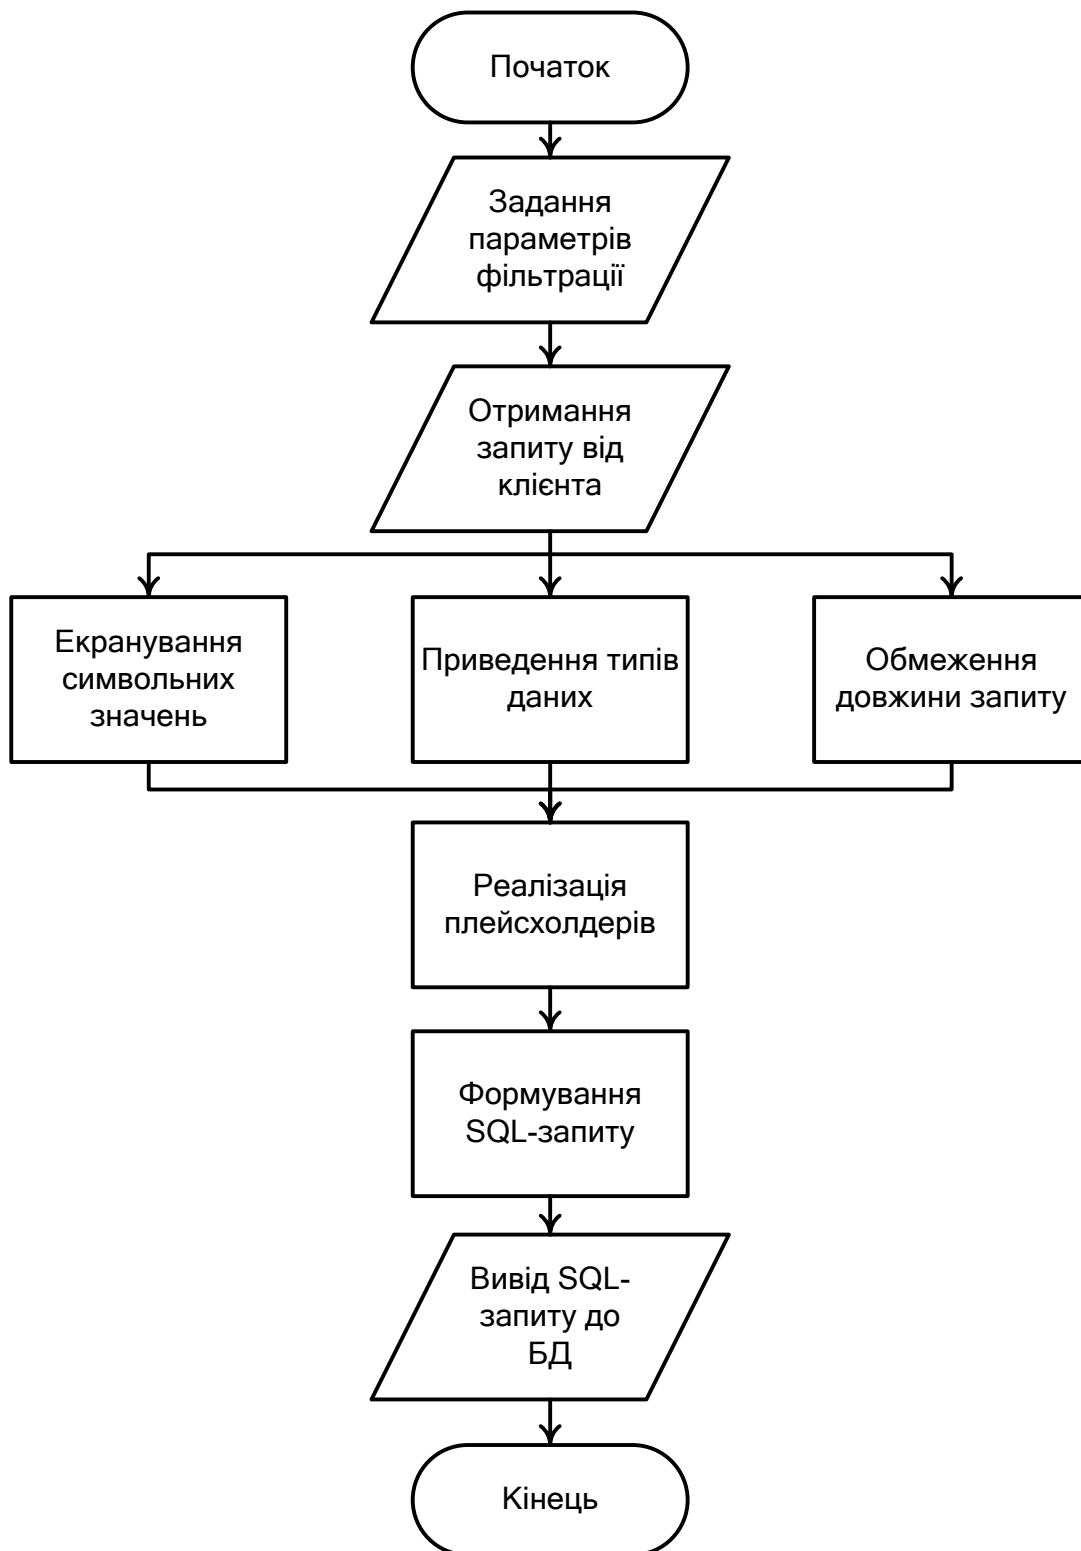 Початок
Задання
параметрів
фільтрації
Отримання
запиту від
клієнта
Екранування
символьних
значень
Приведення типів
даних
Обмеження
довжини запиту
Реалізація
плейсхолдерів
Формування
SQL-запиту
Вивід SQL-
запиту до
БД
Кінець